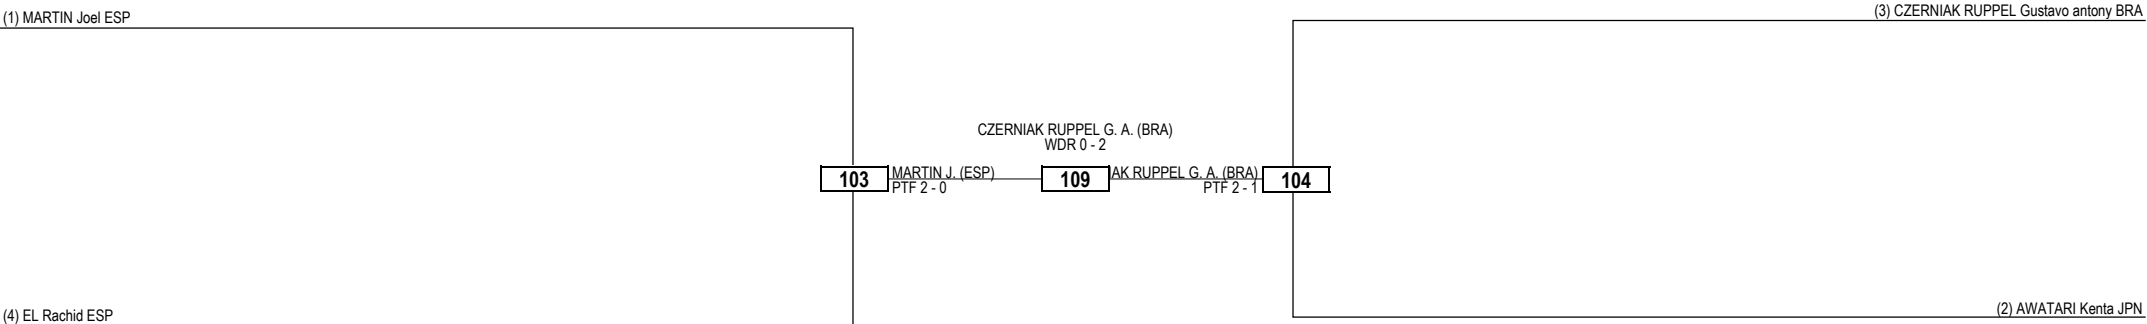 (1) MARTIN Joel ESP
(3) CZERNIAK RUPPEL Gustavo antony BRA
CZERNIAK RUPPEL G. A. (BRA)
WDR 0 - 2
103
MARTIN J. (ESP)
PTF 2 - 0
109
AK RUPPEL G. A. (BRA)
PTF 2 - 1
104
(4) EL Rachid ESP
(2) AWATARI Kenta JPN